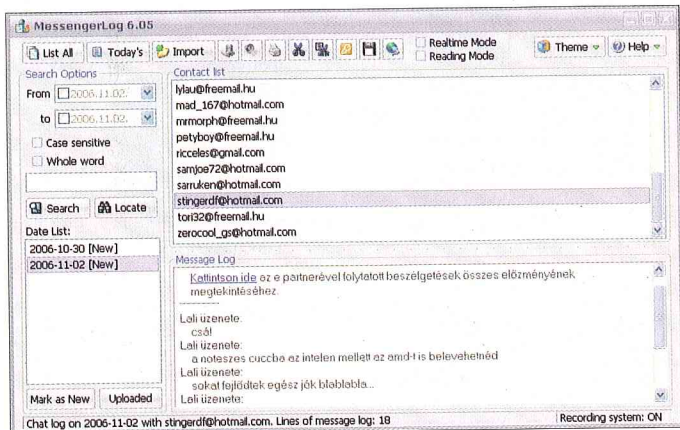 MessengerLog 6.05
List All Today's Import Realtime Mode Reading Mode Theme Help
Search Options
From 2006.11.02.
to 2006.11.02.
Case sensitive
Whole word
Search Locate
Date List:
2006-10-30 [New]
2006-11-02 [New]
Mark as New Uploaded
Contact list
lylau@freemail.hu
mad_167@hotmail.com
mrmorph@freemail.hu
petyboy@freemail.hu
ricceles@gmail.com
samjoe72@hotmail.com
sarruken@hotmail.com
stingerdf@hotmail.com
tori32@freemail.hu
zerocool_gs@hotmail.com
Message Log
Kattintson ide az e partnerével folytatott beszélgetések összes előzményének
megtekintéséhez.
----------
Lali üzenete:
csá!
Lali üzenete:
a noteszes cuccba az intelen mellett az amd-t is belevehetnéd
Lali üzenete:
sokat fejlődtek egész jók blablabla...
Lali üzenete:
Chat log on 2006-11-02 with stingerdf@hotmail.com. Lines of message log: 18
Recording system: ON